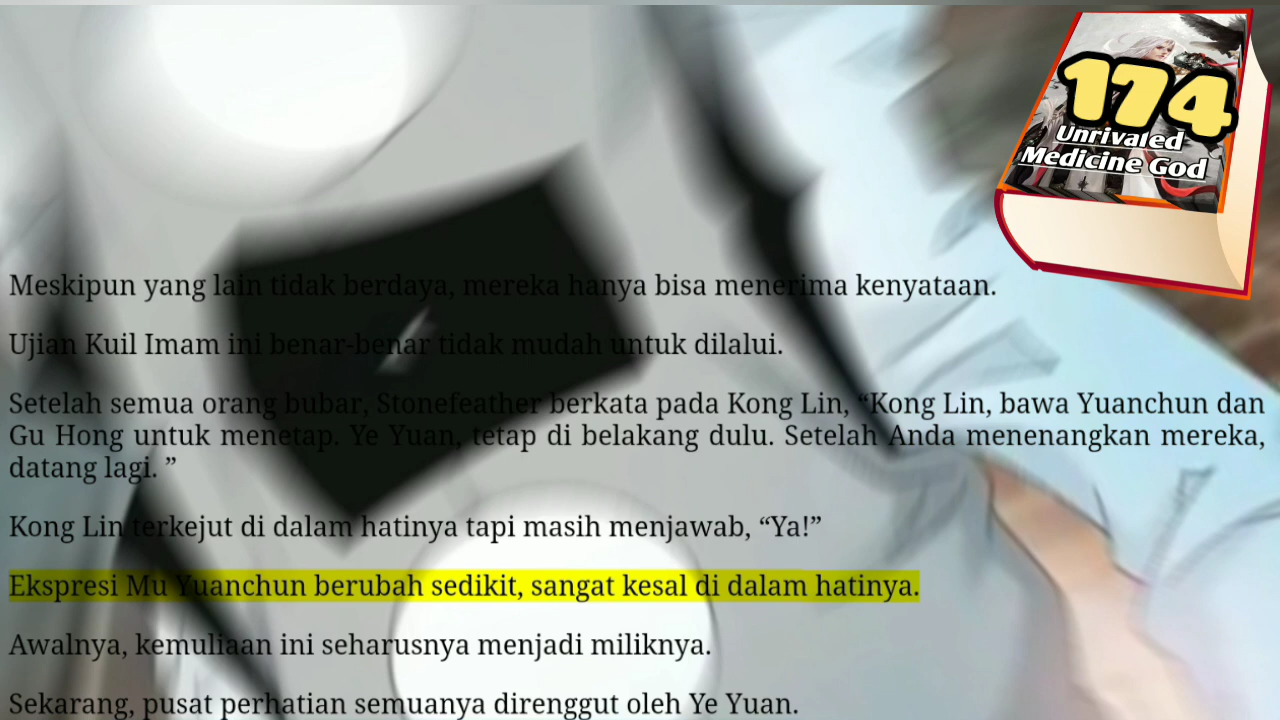 174
Unrivaled
Medicine God
Meskipun yang lain tidak berdaya, mereka hanya bisa menerima kenyataan.
Ujian Kuil Imam ini benar-benar tidak mudah untuk dilalui.
Setelah semua orang bubar, Stonefeather berkata pada Kong Lin, “Kong Lin, bawa Yuanchun dan
Gu Hong untuk menetap. Ye Yuan, tetap di belakang dulu. Setelah Anda menenangkan mereka,
datang lagi. ”
Kong Lin terkejut di dalam hatinya tapi masih menjawab, “Ya!”
Ekspresi Mu Yuanchun berubah sedikit, sangat kesal di dalam hatinya.
Awalnya, kemuliaan ini seharusnya menjadi miliknya.
Sekarang, pusat perhatian semuanya direnggut oleh Ye Yuan.